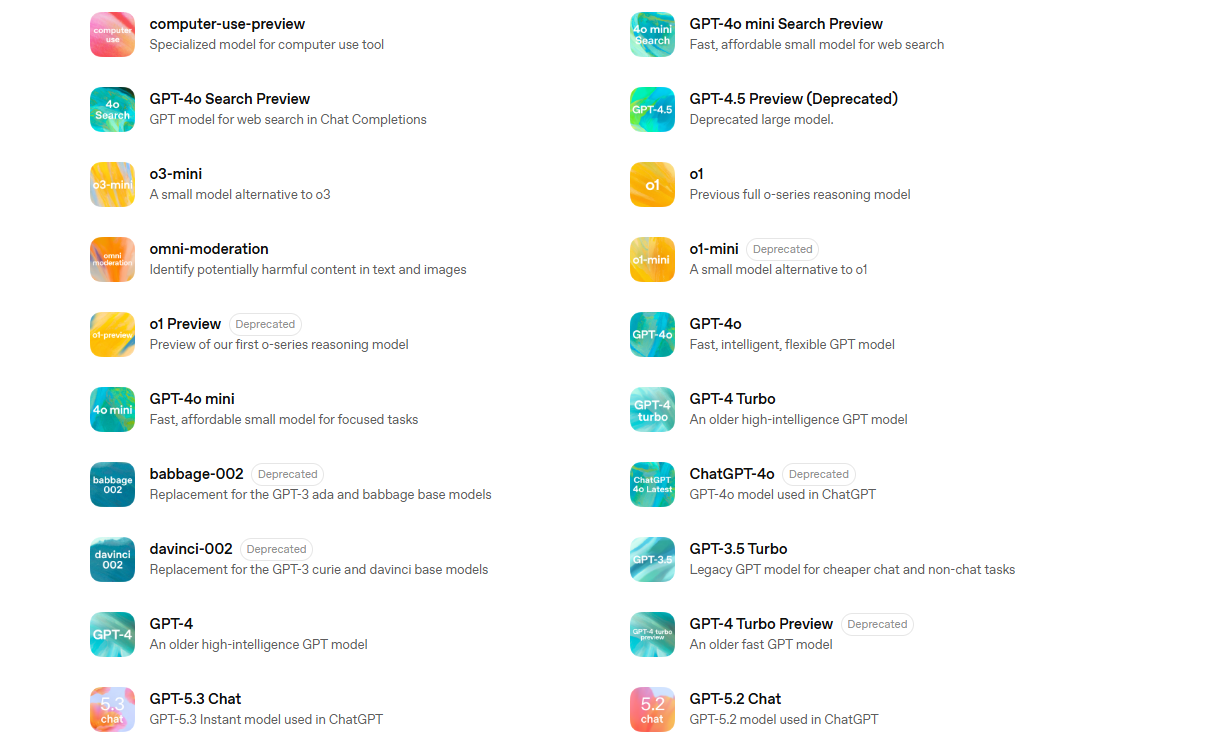 computer
use
computer-use-preview
Specialized model for computer use tool
4o mini
Search
GPT-4o mini Search Preview
Fast, affordable small model for web search
4o
Search
GPT-4o Search Preview
GPT model for web search in Chat Completions
GPT-4.5
GPT-4.5 Preview (Deprecated)
Deprecated large model.
o3-mini
o3-mini
A small model alternative to o3
o1
o1
Previous full o-series reasoning model
omni
moderation
omni-moderation
Identify potentially harmful content in text and images
o1-mini
o1-mini Deprecated
A small model alternative to o1
o1-preview
o1 Preview Deprecated
Preview of our first o-series reasoning model
GPT-4o
GPT-4o
Fast, intelligent, flexible GPT model
4o mini
GPT-4o mini
Fast, affordable small model for focused tasks
GPT-4
turbo
GPT-4 Turbo
An older high-intelligence GPT model
babbage
002
babbage-002 Deprecated
Replacement for the GPT-3 ada and babbage base models
ChatGPT
4o Latest
ChatGPT-4o Deprecated
GPT-4o model used in ChatGPT
davinci
002
davinci-002 Deprecated
Replacement for the GPT-3 curie and davinci base models
GPT-3.5
GPT-3.5 Turbo
Legacy GPT model for cheaper chat and non-chat tasks
GPT-4
GPT-4
An older high-intelligence GPT model
GPT-4 turbo
preview
GPT-4 Turbo Preview Deprecated
An older fast GPT model
5.3
chat
GPT-5.3 Chat
GPT-5.3 Instant model used in ChatGPT
5.2
chat
GPT-5.2 Chat
GPT-5.2 model used in ChatGPT